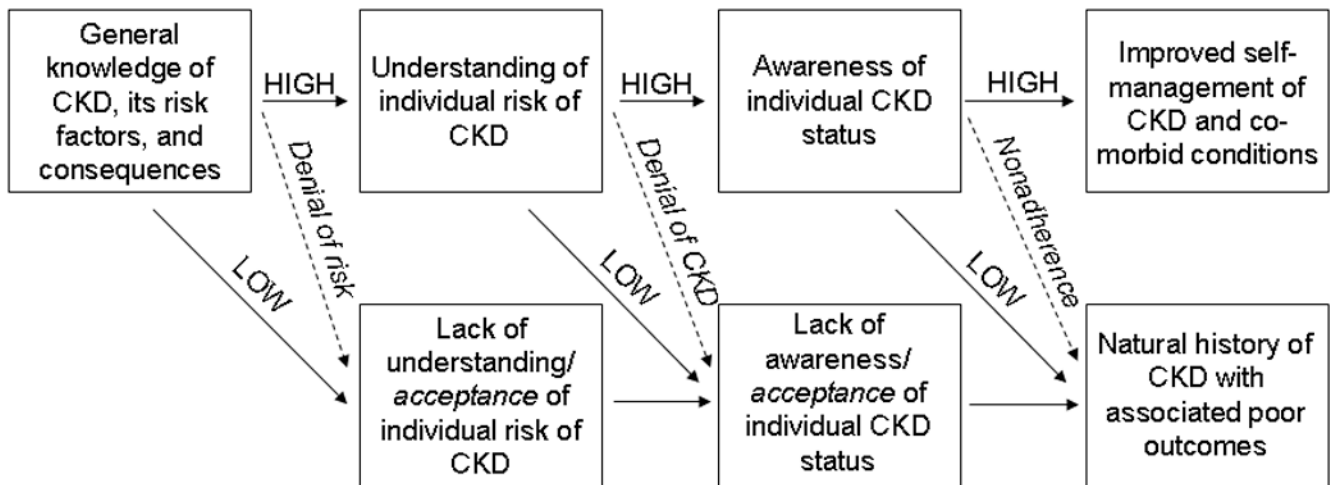 General
knowledge of
CKD, its risk
factors, and
consequences
HIGH
Understanding of
individual risk of
CKD
HIGH
Awareness of
individual CKD
status
HIGH
Improved self-
management of
CKD and co-
morbid conditions
Denial of risk
LOW
Denial of CKD
LOW
Nonadherence
LOW
Lack of
understanding/
acceptance of
individual risk of
CKD
Lack of
awareness/
acceptance of
individual CKD
status
Natural history of
CKD with
associated poor
outcomes